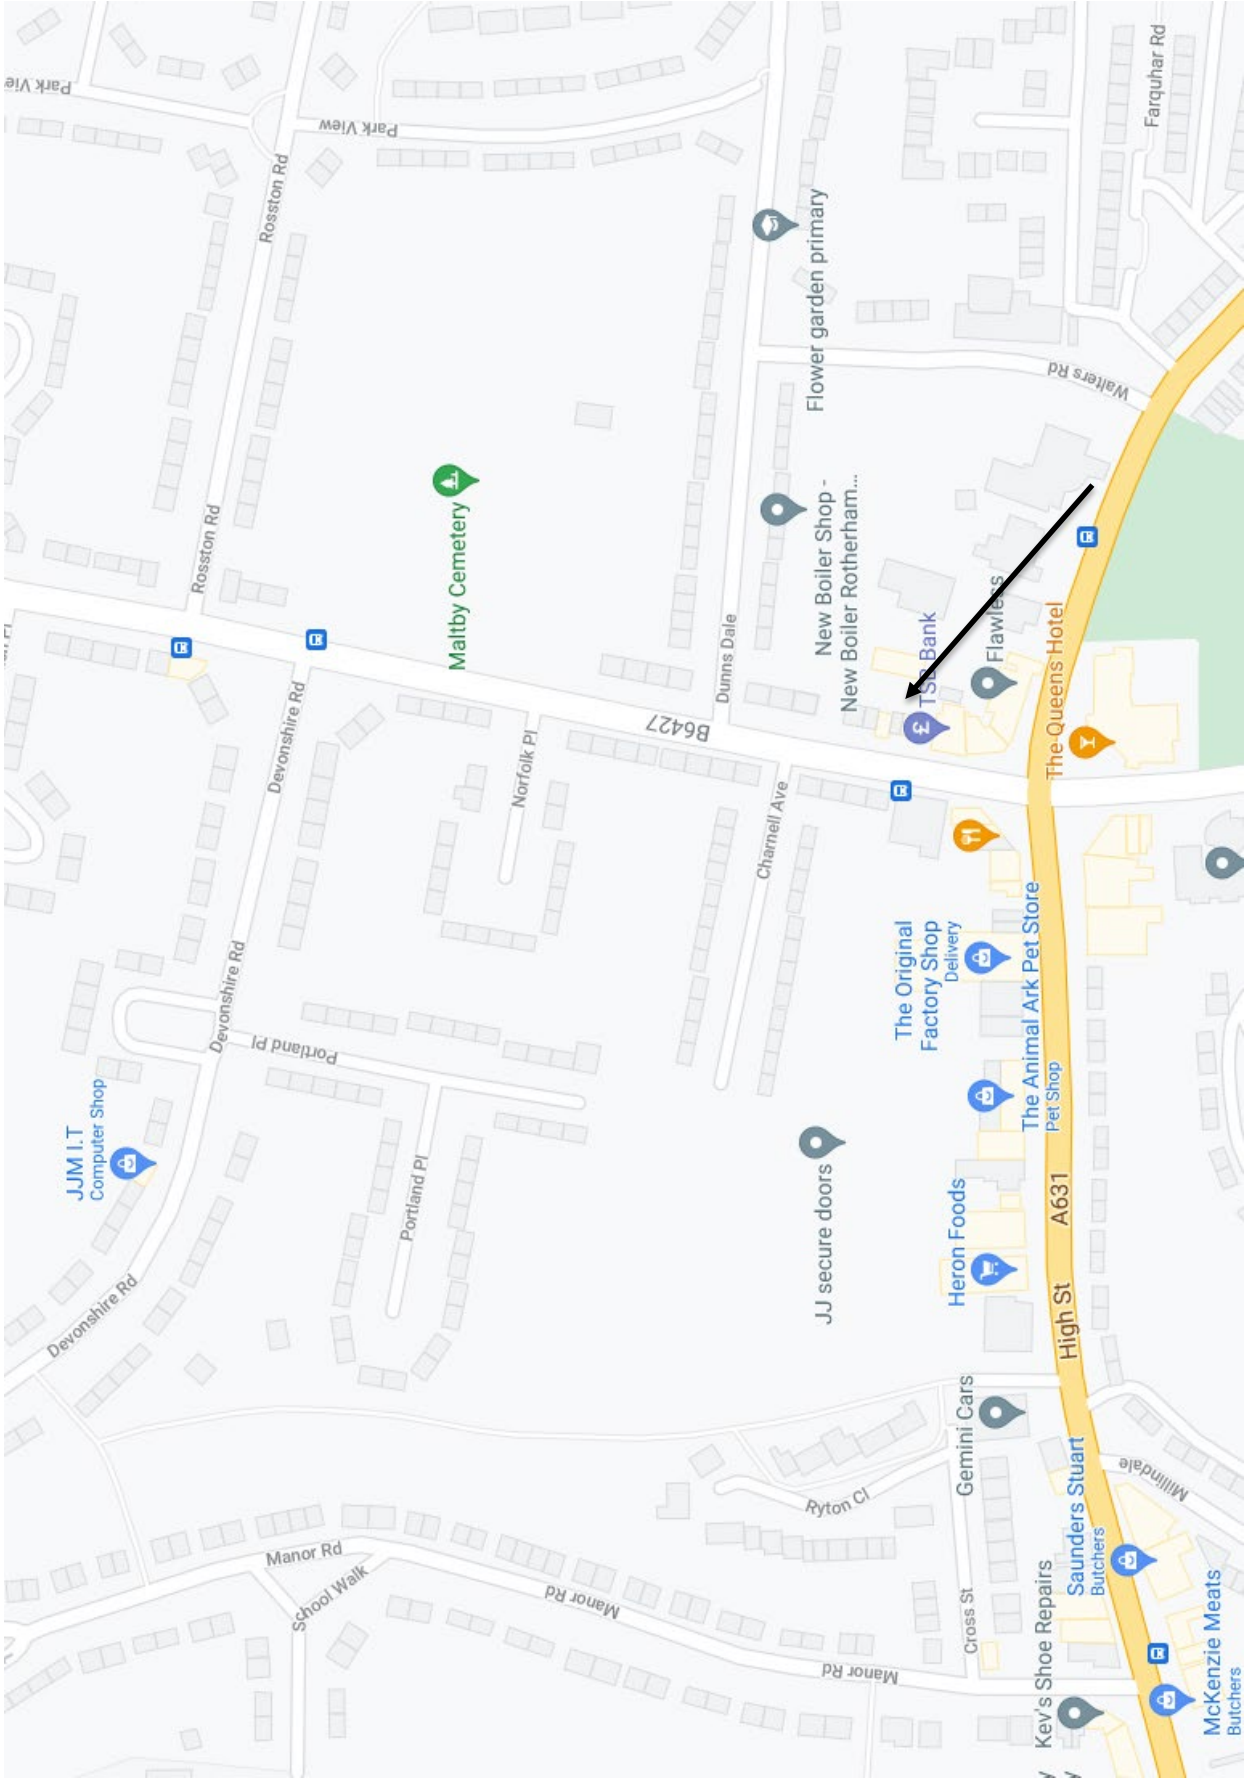 Park Vie
JJM I.T
Computer Shop
Devonshire Rd
Rosston Rd
Devonshire Rd
Rosston Rd
Devonshire Rd
Manor Rd
Portland Pl
School Walk
Park View
Portland Pl
Maltby Cemetery
Norfolk Pl
Manor Rd
B6427
Dunns Dale
Charnell Ave
Flower garden primary
JJ secure doors
New Boiler Shop -
New Boiler Rotherham...
Ryton Cl
Manor Rd
The Original
Factory Shop
Delivery
TSB Bank
Heron Foods
Gemini Cars
Cross St
Flawless
The Animal Ark Pet Store
Pet Shop
Kev's Shoe Repairs
The Queens Hotel
High St
A631
Saunders Stuart
Butchers
Walters Rd
Millindale
Farquhar Rd
McKenzie Meats
Butchers